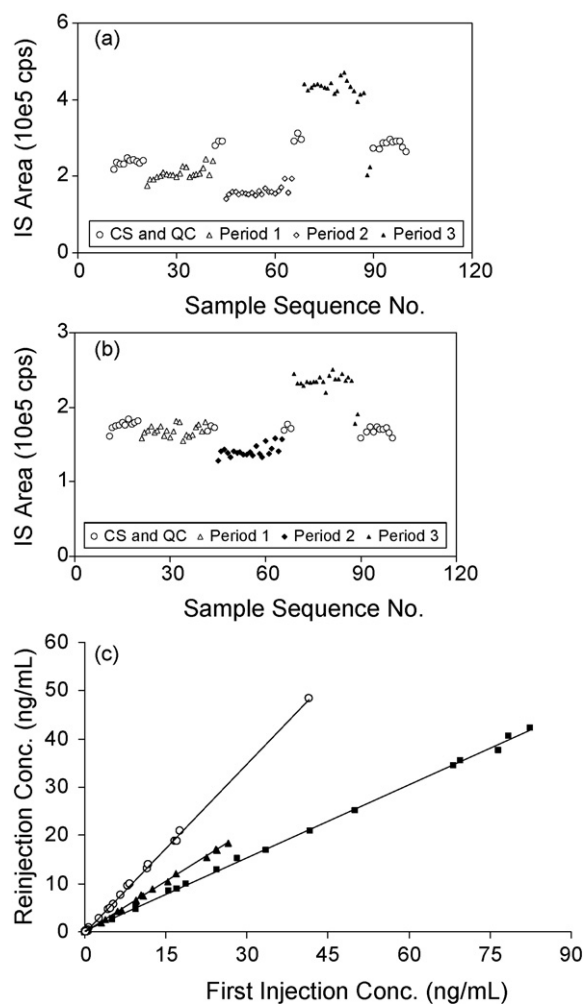 (a)
IS Area (10e5 cps)
6
4
2
0
CS and QC Period 1 Period 2 Period 3
0 30 60 90 120
Sample Sequence No.
(b)
IS Area (10e5 cps)
3
2
1
0
CS and QC Period 1 Period 2 Period 3
0 30 60 90 120
Sample Sequence No.
(c)
Reinjection Conc. (ng/mL)
60
50
40
30
20
10
0
0 15 30 45 60 75 90
First Injection Conc. (ng/mL)